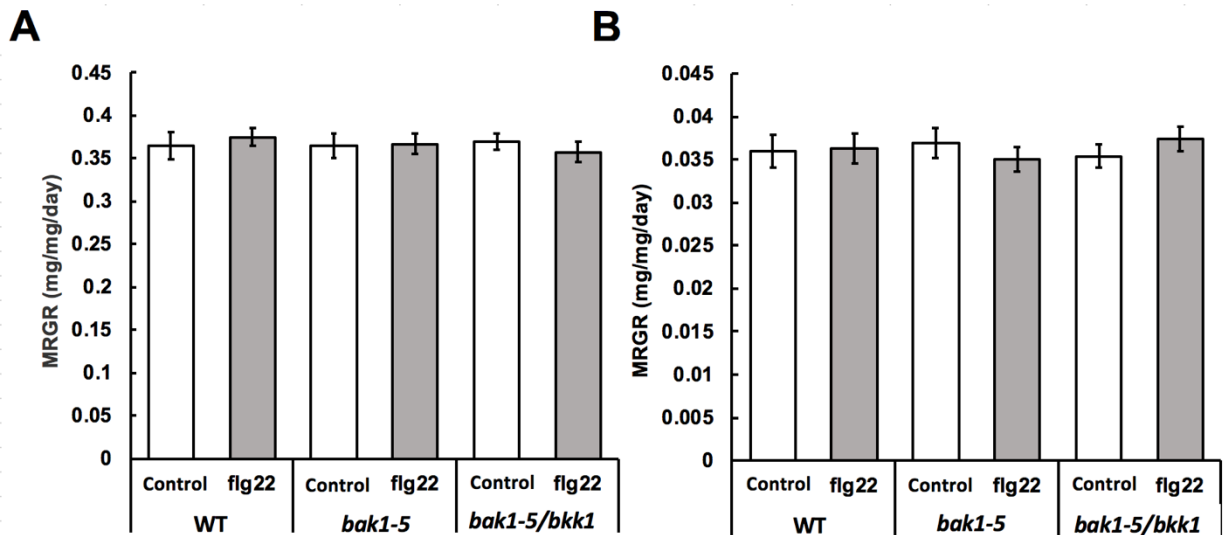 A
MRGR (mg/mg/day)
0.45
0.4
0.35
0.3
0.25
0.2
0.15
0.1
0.05
0
Control flg22 Control flg22 Control flg22
WT bak1-5 bak1-5/bkk1
B
MRGR (mg/mg/day)
0.045
0.04
0.035
0.03
0.025
0.02
0.015
0.01
0.005
0
Control flg22 Control flg22 Control flg22
WT bak1-5 bak1-5/bkk1